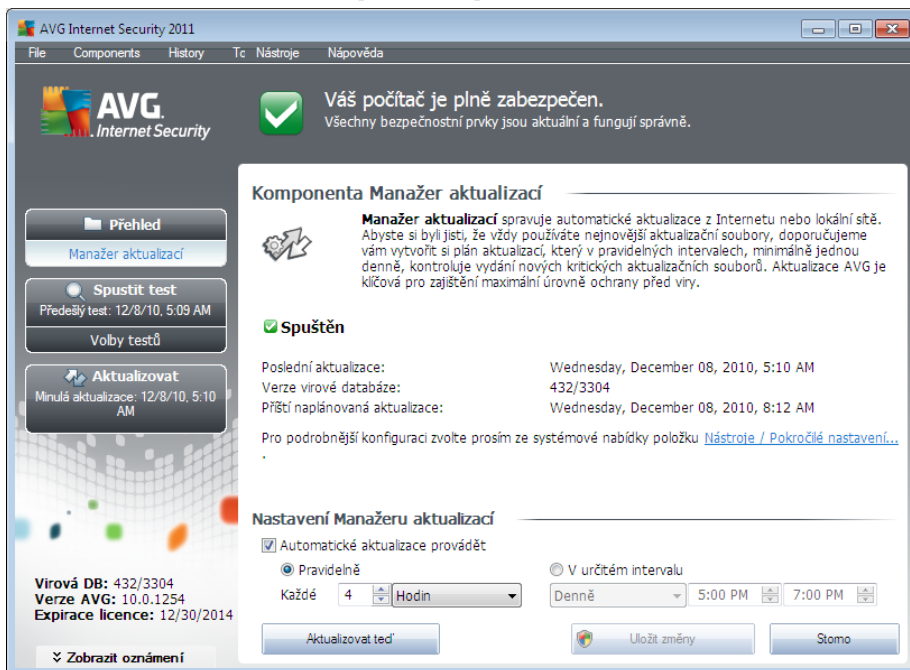 AVG Internet Security 2011
File Components History Tc Nástroje Nápověda
AVG.
Internet Security
Váš počítač je plně zabezpečen.
Všechny bezpečnostní prvky jsou aktuální a fungují správně.
Přehled
Manažer aktualizací
Spustit test
Předešlý test: 12/8/10, 5:09 AM
Volby testů
Aktualizovat
Minulá aktualizace: 12/8/10, 5:10
AM
Virová DB: 432/3304
Verze AVG: 10.0.1254
Expirace licence: 12/30/2014
Zobrazit oznámení
Komponenta Manažer aktualizací
Manažer aktualizací spravuje automatické aktualizace z Internetu nebo lokální sítě.
Abyste si byli jisti, že vždy používáte nejnovější aktualizační soubory, doporučujeme
vám vytvořit si plán aktualizací, který v pravidelných intervalech, minimálně jednou
denně, kontroluje vydání nových kritických aktualizačních souborů. Aktualizace AVG je
klíčová pro zajištění maximální úrovně ochrany před viry.
Spuštěn
Poslední aktualizace: Wednesday, December 08, 2010, 5:10 AM
Verze virové databáze: 432/3304
Příští naplánovaná aktualizace: Wednesday, December 08, 2010, 8:12 AM
Pro podrobnější konfiguraci zvolte prosím ze systémové nabídky položku Nástroje / Pokročilé nastavení...
.
Nastavení Manažeru aktualizací
Automatické aktualizace provádět
Pravidelně V určitém intervalu
Každé 4 Hodin Denně 5:00 PM 7:00 PM
Aktualizovat teď Uložit změny Storno